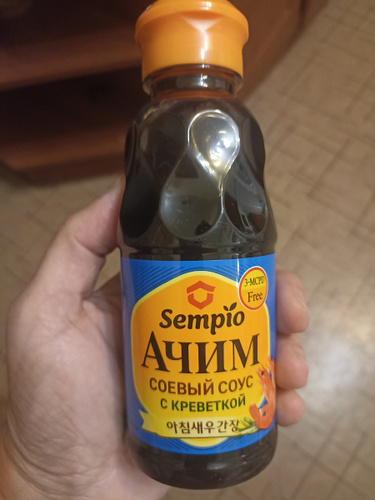 3-MCPD
Free
Sempio
АЧИМ
СОЕВЫЙ СОУС
С КРЕВЕТКОЙ
아침새우간장